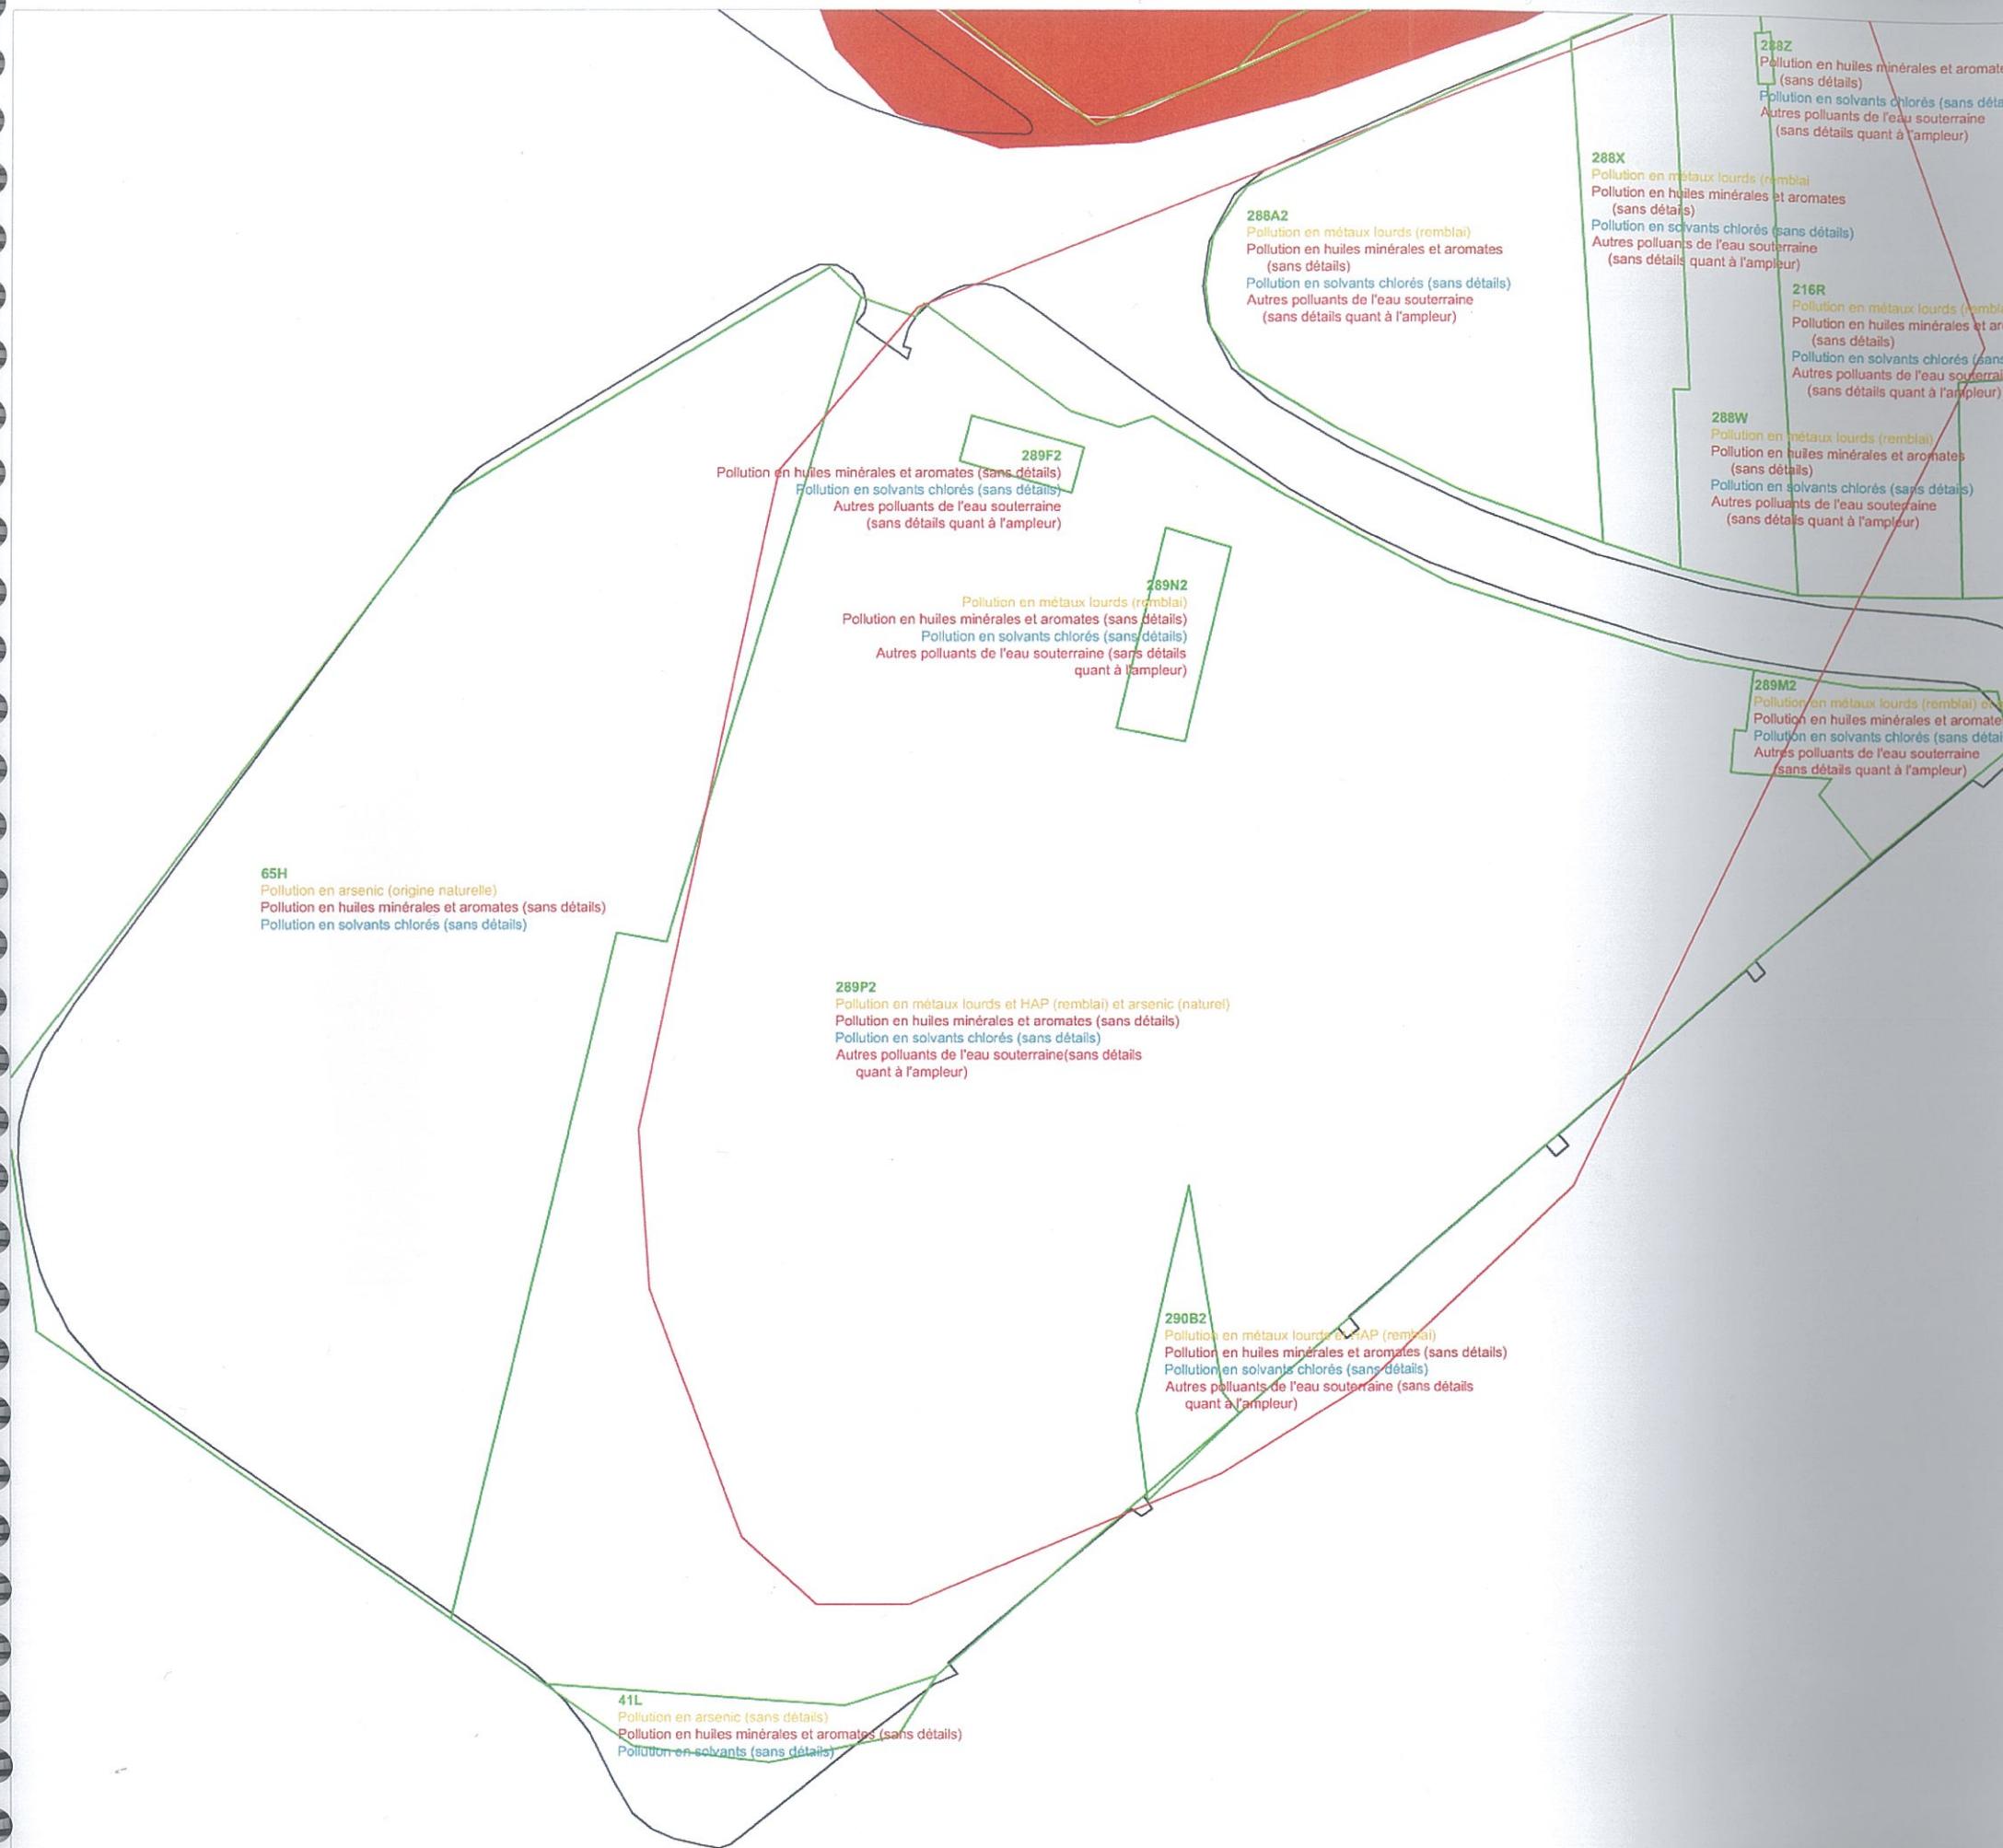 288Z
Pollution en huiles minérales et aromate
(sans détails)
Pollution en solvants chlorés (sans déta
Autres polluants de l'eau souterraine
(sans détails quant à l'ampleur)
288X
Pollution en métaux lourds (remblai
Pollution en huiles minérales et aromates
(sans détails)
Pollution en solvants chlorés (sans détails)
Autres polluants de l'eau souterraine
(sans détails quant à l'ampleur)
288A2
Pollution en métaux lourds (remblai)
Pollution en huiles minérales et aromates
(sans détails)
Pollution en solvants chlorés (sans détails)
Autres polluants de l'eau souterraine
(sans détails quant à l'ampleur)
216R
Pollution en métaux lourds (rembl
Pollution en huiles minérales et ar
(sans détails)
Pollution en solvants chlorés (sans
Autres polluants de l'eau souterrai
(sans détails quant à l'ampleur)
288W
Pollution en métaux lourds (remblai)
Pollution en huiles minérales et aromates
(sans détails)
Pollution en solvants chlorés (sans détails)
Autres polluants de l'eau souterraine
(sans détails quant à l'ampleur)
289F2
Pollution en huiles minérales et aromates (sans détails)
Pollution en solvants chlorés (sans détails)
Autres polluants de l'eau souterraine
(sans détails quant à l'ampleur)
289N2
Pollution en métaux lourds (remblai)
Pollution en huiles minérales et aromates (sans détails)
Pollution en solvants chlorés (sans détails)
Autres polluants de l'eau souterraine (sans détails
quant à l'ampleur)
289M2
Pollution en métaux lourds (remblai)
Pollution en huiles minérales et aromate
Pollution en solvants chlorés (sans détai
Autres polluants de l'eau souterraine
(sans détails quant à l'ampleur)
65H
Pollution en arsenic (origine naturelle)
Pollution en huiles minérales et aromates (sans détails)
Pollution en solvants chlorés (sans détails)
289P2
Pollution en métaux lourds et HAP (remblai) et arsenic (naturel)
Pollution en huiles minérales et aromates (sans détails)
Pollution en solvants chlorés (sans détails)
Autres polluants de l'eau souterraine(sans détails
quant à l'ampleur)
290B2
Pollution en métaux lourds et HAP (remblai)
Pollution en huiles minérales et aromates (sans détails)
Pollution en solvants chlorés (sans détails)
Autres polluants de l'eau souterraine (sans détails
quant à l'ampleur)
41L
Pollution en arsenic (sans détails)
Pollution en huiles minérales et aromates (sans détails)
Pollution en solvants (sans détails)